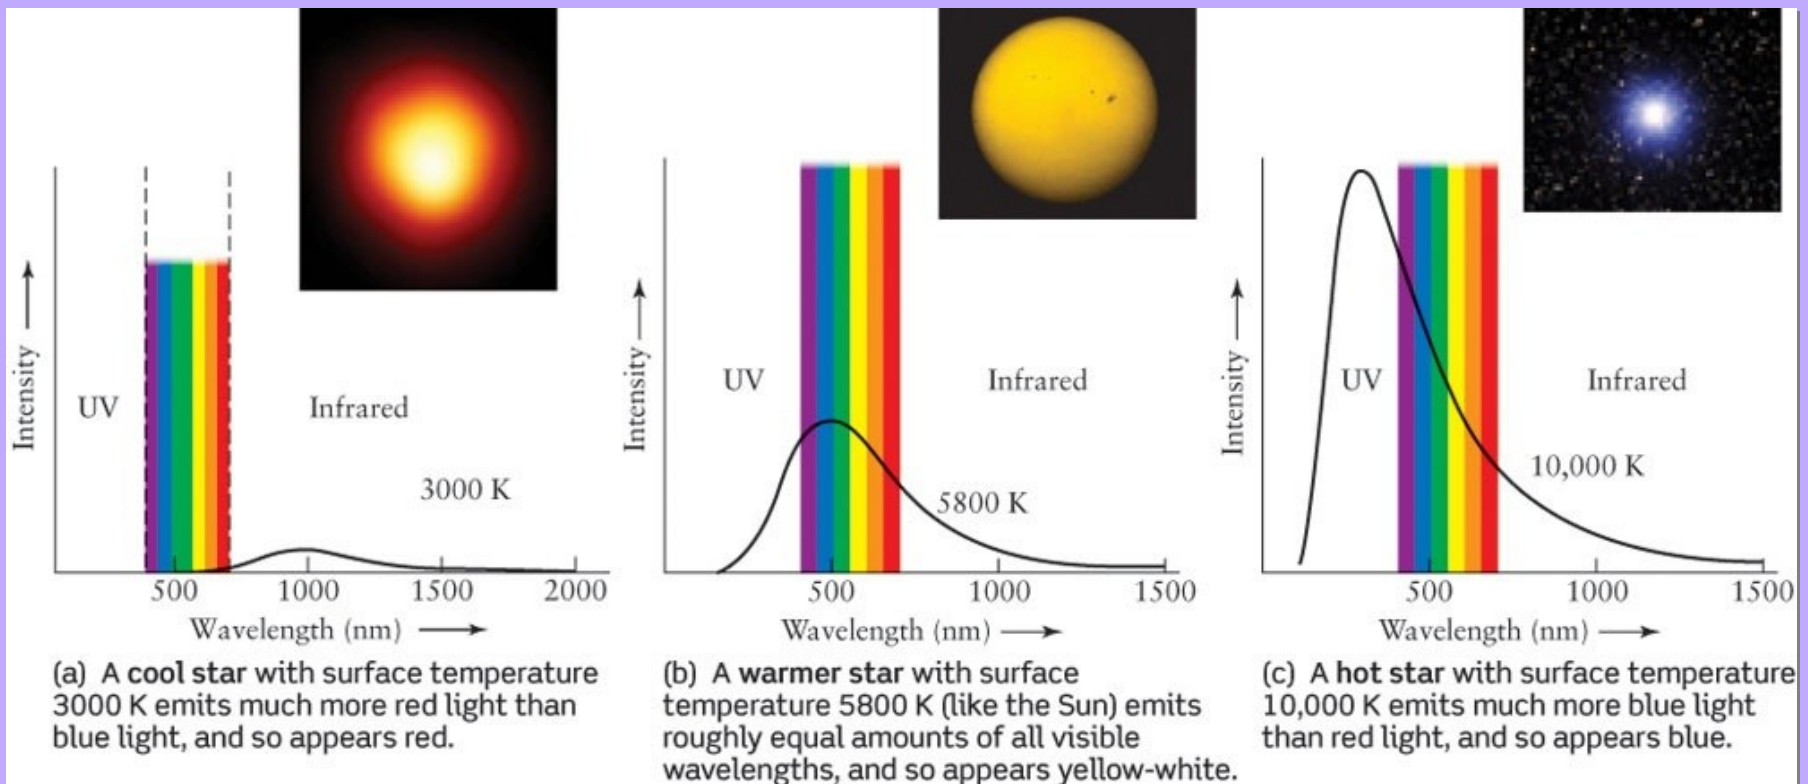 Intensity
UV
Infrared
3000 K
500 1000 1500 2000
Wavelength (nm)
(a) A cool star with surface temperature
3000 K emits much more red light than
blue light, and so appears red.
Intensity
UV
Infrared
5800 K
500 1000 1500
Wavelength (nm)
(b) A warmer star with surface
temperature 5800 K (like the Sun) emits
roughly equal amounts of all visible
wavelengths, and so appears yellow-white.
Intensity
UV
Infrared
10,000 K
500 1000 1500
Wavelength (nm)
(c) A hot star with surface temperature
10,000 K emits much more blue light
than red light, and so appears blue.